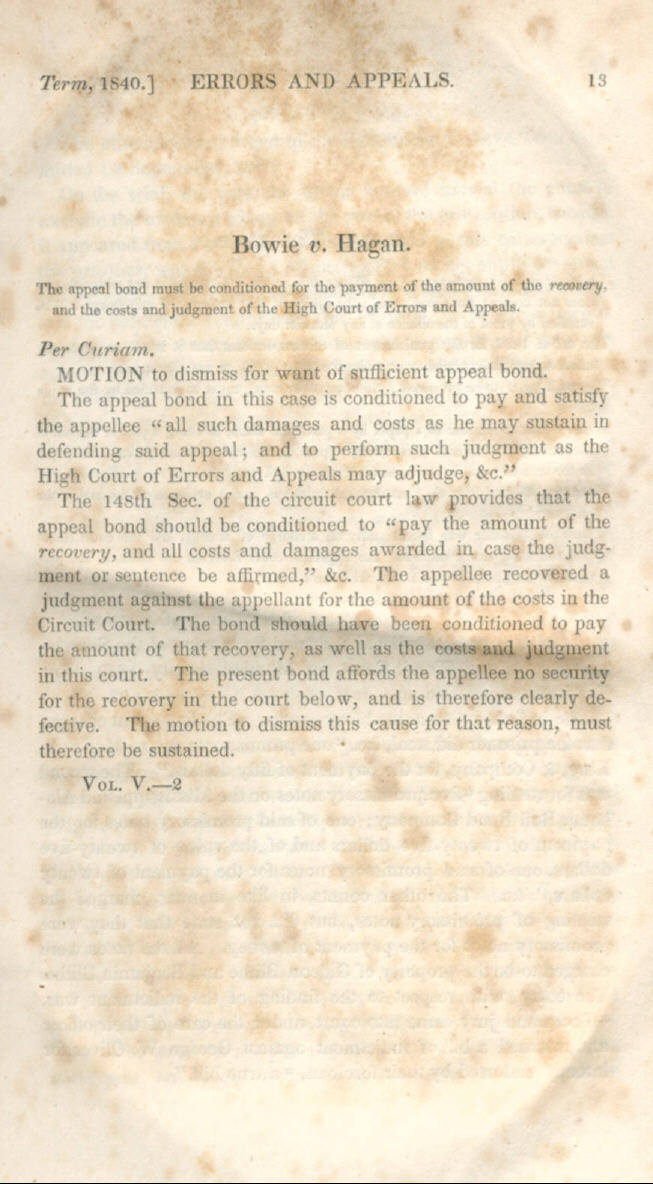 Term, 1840.] ERRORS AND APPEALS. 13
Bowie v. Hagan.
The appeal bond must be conditioned for the payment of the amount of the recovery,
and the costs and judgment of the High Court of Errors and Appeals.
Per Curiam.
MOTION to dismiss for want of sufficient appeal bond.
The appeal bond in this case is conditioned to pay and satisfy
the appellee “all such damages and costs as he may sustain in
defending said appeal; and to perform such judgment as the
High Court of Errors and Appeals may adjudge, &c.”
The 148th Sec. of the circuit court law provides that the
appeal bond should be conditioned to “pay the amount of the
recovery, and all costs and damages awarded in case the judg-
ment or sentence be affirmed,” &c. The appellee recovered a
judgment against the appellant for the amount of the costs in the
Circuit Court. The bond should have been conditioned to pay
the amount of that recovery, as well as the costs and judgment
in this court. The present bond affords the appellee no security
for the recovery in the court below, and is therefore clearly de-
fective. The motion to dismiss this cause for that reason, must
therefore be sustained.
VOL. V.—2